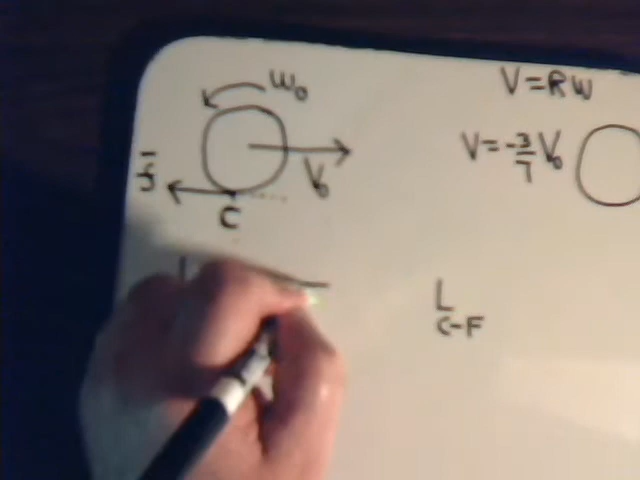 ω₀
V₀
C
V=Rω
V=-3/7 V₀
L
C-F